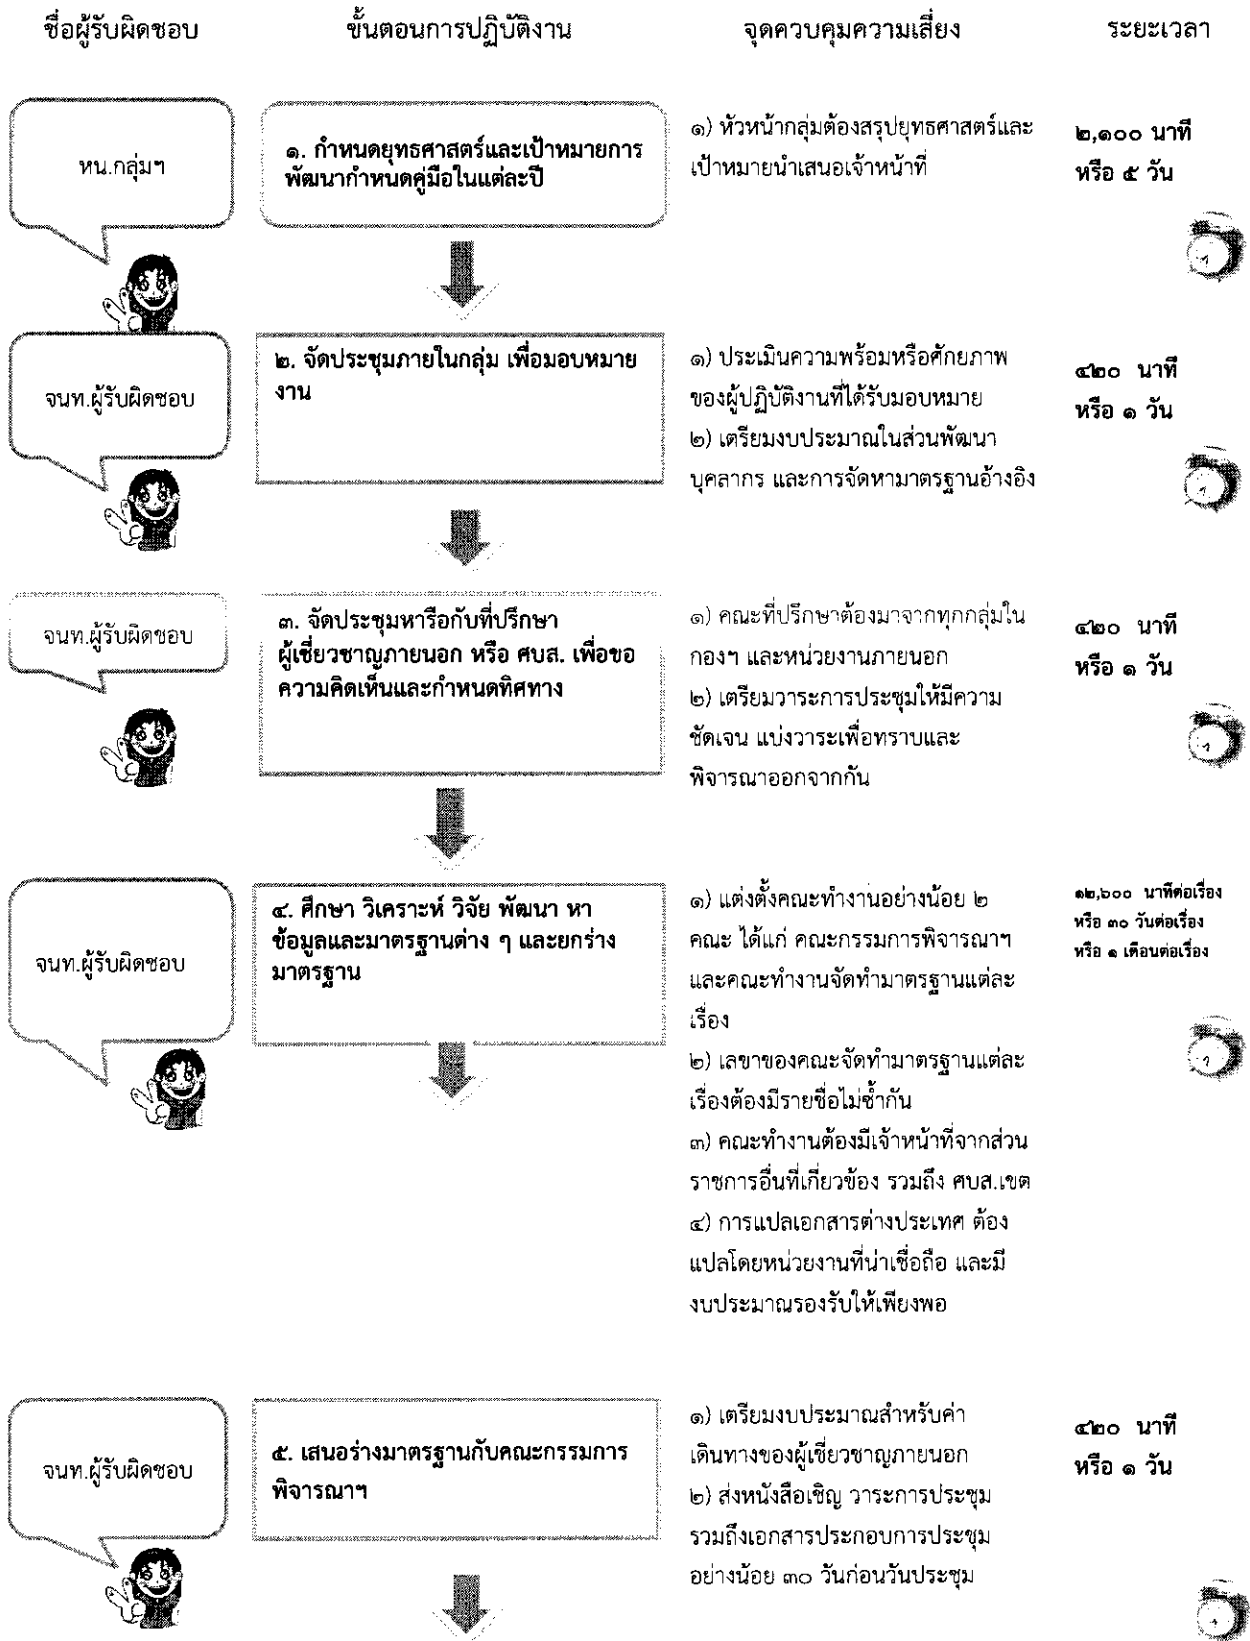 ชื่อผู้รับผิดชอบ
ขั้นตอนการปฏิบัติงาน
จุดควบคุมความเสี่ยง
ระยะเวลา
หน.กลุ่มฯ
๑. กำหนดยุทธศาสตร์และเป้าหมายการ
พัฒนากำหนดคู่มือในแต่ละปี
๑) หัวหน้ากลุ่มต้องสรุปยุทธศาสตร์และ
เป้าหมายนำเสนอเจ้าหน้าที่
๒,๑๐๐ นาที
หรือ ๕ วัน
จนท.ผู้รับผิดชอบ
๒. จัดประชุมภายในกลุ่ม เพื่อมอบหมาย
งาน
๑) ประเมินความพร้อมหรือศักยภาพ
ของผู้ปฏิบัติงานที่ได้รับมอบหมาย
๒) เตรียมงบประมาณในส่วนพัฒนา
บุคลากร และการจัดหามาตรฐานอ้างอิง
๔๒๐ นาที
หรือ ๑ วัน
จนท.ผู้รับผิดชอบ
๓. จัดประชุมหารือกับที่ปรึกษา
ผู้เชี่ยวชาญภายนอก หรือ ศบส. เพื่อขอ
ความคิดเห็นและกำหนดทิศทาง
๑) คณะที่ปรึกษาต้องมาจากทุกกลุ่มใน
กองฯ และหน่วยงานภายนอก
๒) เตรียมวาระการประชุมให้มีความ
ชัดเจน แบ่งวาระเพื่อทราบและ
พิจารณาออกจากกัน
๔๒๐ นาที
หรือ ๑ วัน
จนท.ผู้รับผิดชอบ
๔. ศึกษา วิเคราะห์ วิจัย พัฒนา หา
ข้อมูลและมาตรฐานต่าง ๆ และยกร่าง
มาตรฐาน
๑) แต่งตั้งคณะทำงานอย่างน้อย ๒
คณะ ได้แก่ คณะกรรมการพิจารณาฯ
และคณะทำงานจัดทำมาตรฐานแต่ละ
เรื่อง
๒) เลขาของคณะจัดทำมาตรฐานแต่ละ
เรื่องต้องมีรายชื่อไม่ซ้ำกัน
๓) คณะทำงานต้องมีเจ้าหน้าที่จากส่วน
ราชการอื่นที่เกี่ยวข้อง รวมถึง ศบส.เขต
๔) การแปลเอกสารต่างประเทศ ต้อง
แปลโดยหน่วยงานที่น่าเชื่อถือ และมี
งบประมาณรองรับให้เพียงพอ
๑๒,๖๐๐ นาทีต่อเรื่อง
หรือ ๓๐ วันต่อเรื่อง
หรือ ๑ เดือนต่อเรื่อง
จนท.ผู้รับผิดชอบ
๕. เสนอร่างมาตรฐานกับคณะกรรมการ
พิจารณาฯ
๑) เตรียมงบประมาณสำหรับค่า
เดินทางของผู้เชี่ยวชาญภายนอก
๒) ส่งหนังสือเชิญ วาระการประชุม
รวมถึงเอกสารประกอบการประชุม
อย่างน้อย ๓๐ วันก่อนวันประชุม
๔๒๐ นาที
หรือ ๑ วัน